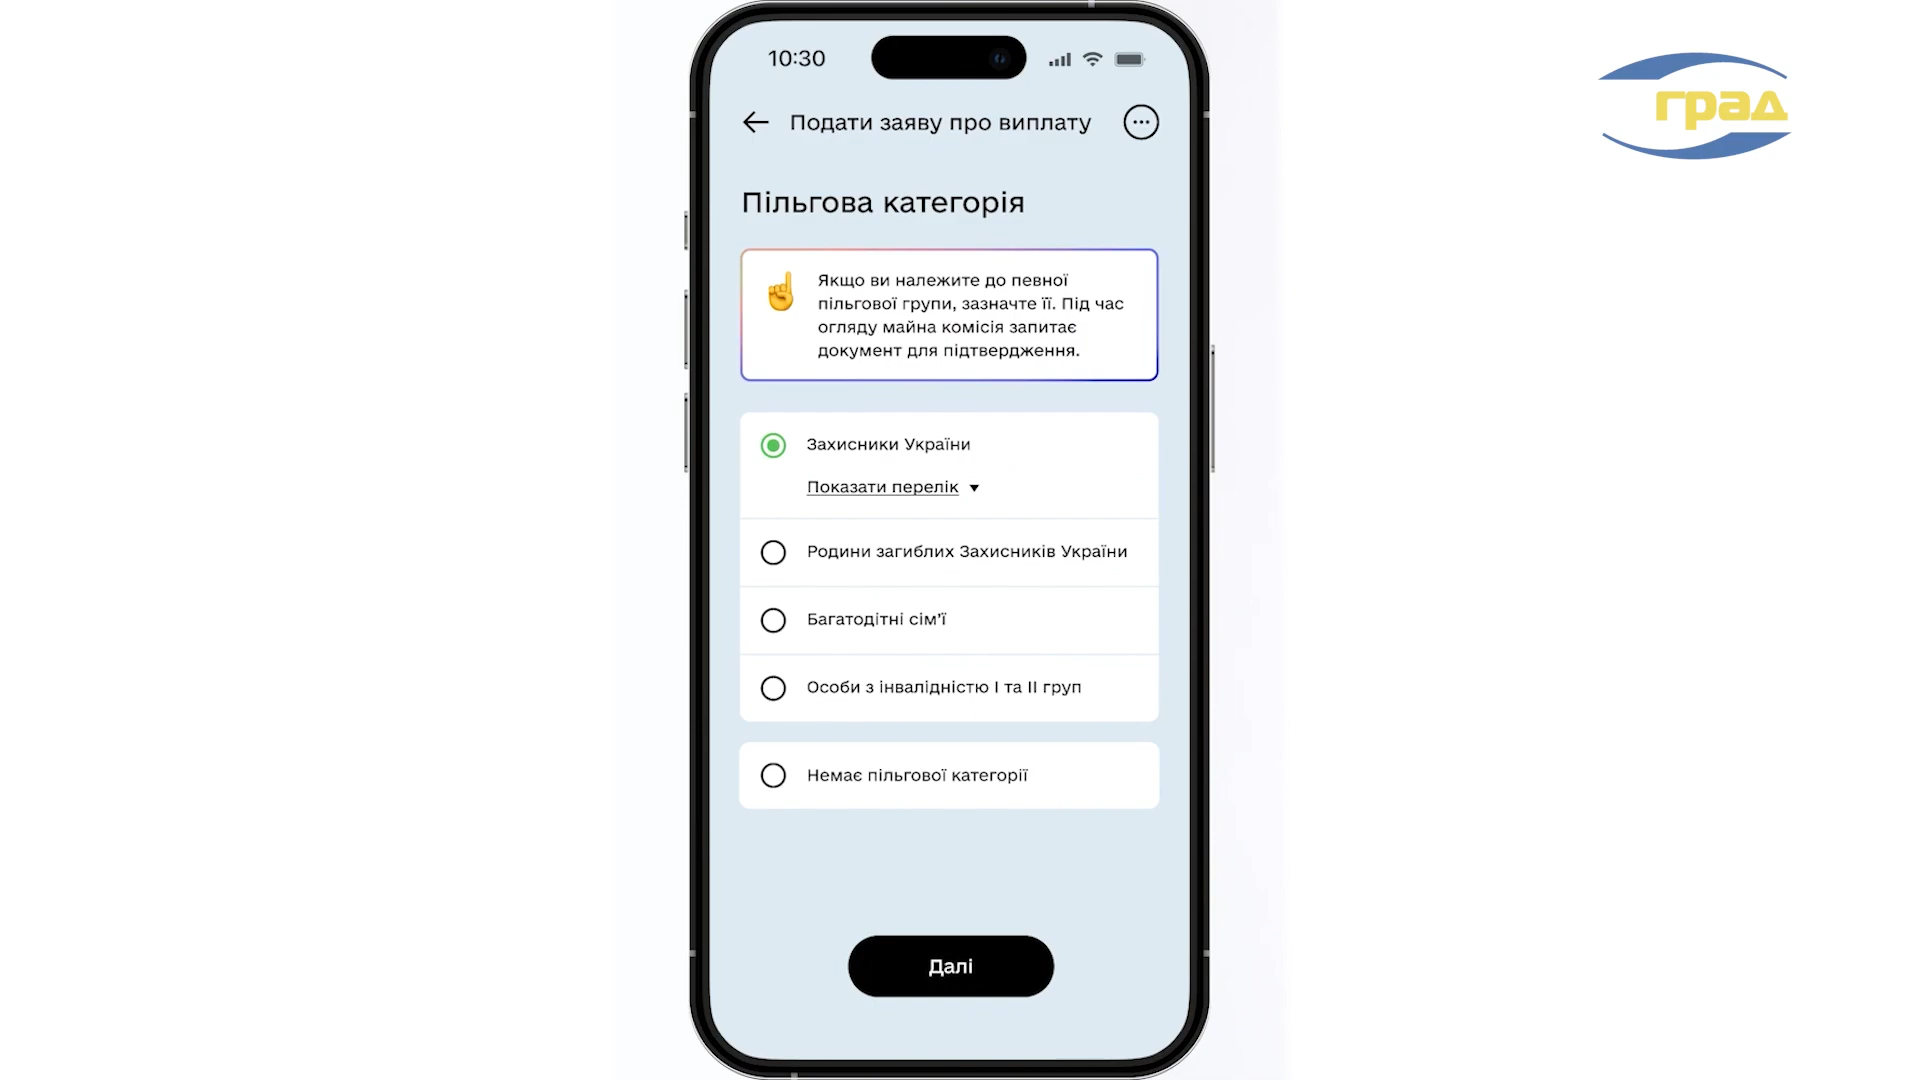 10:30
град
Подати заяву про виплату
Пільгова категорія
Якщо ви належите до певної
пільгової групи, зазначте її. Під час
огляду майна комісія запитає
документ для підтвердження.
Захисники України
Показати перелік
Родини загиблих Захисників України
Багатодітні сім’ї
Особи з інвалідністю І та ІІ груп
Немає пільгової категорії
Далі